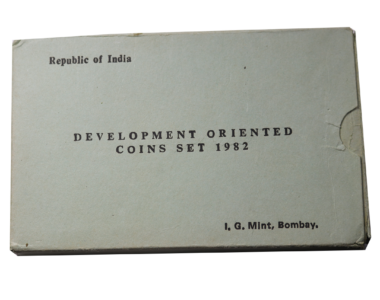 Republic of India
DEVELOPMENT ORIENTED
COINS SET 1982
I. G. Mint, Bombay.